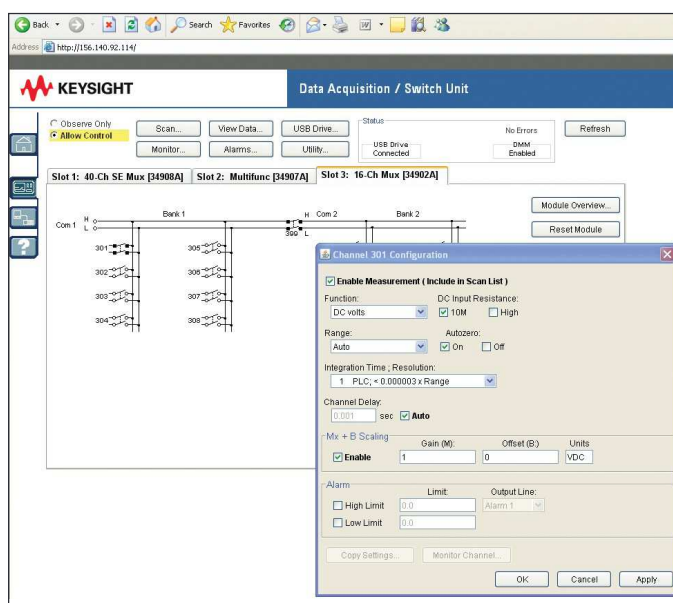 Back Search Favorites
Address http://156.140.92.114/
KEYSIGHT Data Acquisition / Switch Unit
Observe Only
Allow Control
Scan... View Data... USB Drive...
Monitor... Alarms... Utility...
Status
No Errors
USB Drive Connected
DMM Enabled
Refresh
Slot 1: 40-Ch SE Mux [34908A] Slot 2: Multifunc [34907A] Slot 3: 16-Ch Mux [34902A]
Module Overview...
Reset Module
Bank 1 H Com 2 Bank 2
Com 1 H
L
399 L
301 305
302 306
303 307
304 308
Channel 301 Configuration
Enable Measurement ( Include in Scan List )
Function: DC Input Resistance:
DC volts 10M High
Range: Autozero:
Auto On Off
Integration Time ; Resolution:
1 PLC; < 0.000003 x Range
Channel Delay:
0.001 sec Auto
Mx + B Scaling
Gain (M): Offset (B:) Units
Enable 1 0 VDC
Alarm
Limit: Output Line:
High Limit 0.0 Alarm 1
Low Limit 0.0
Copy Settings... Monitor Channel...
OK Cancel Apply